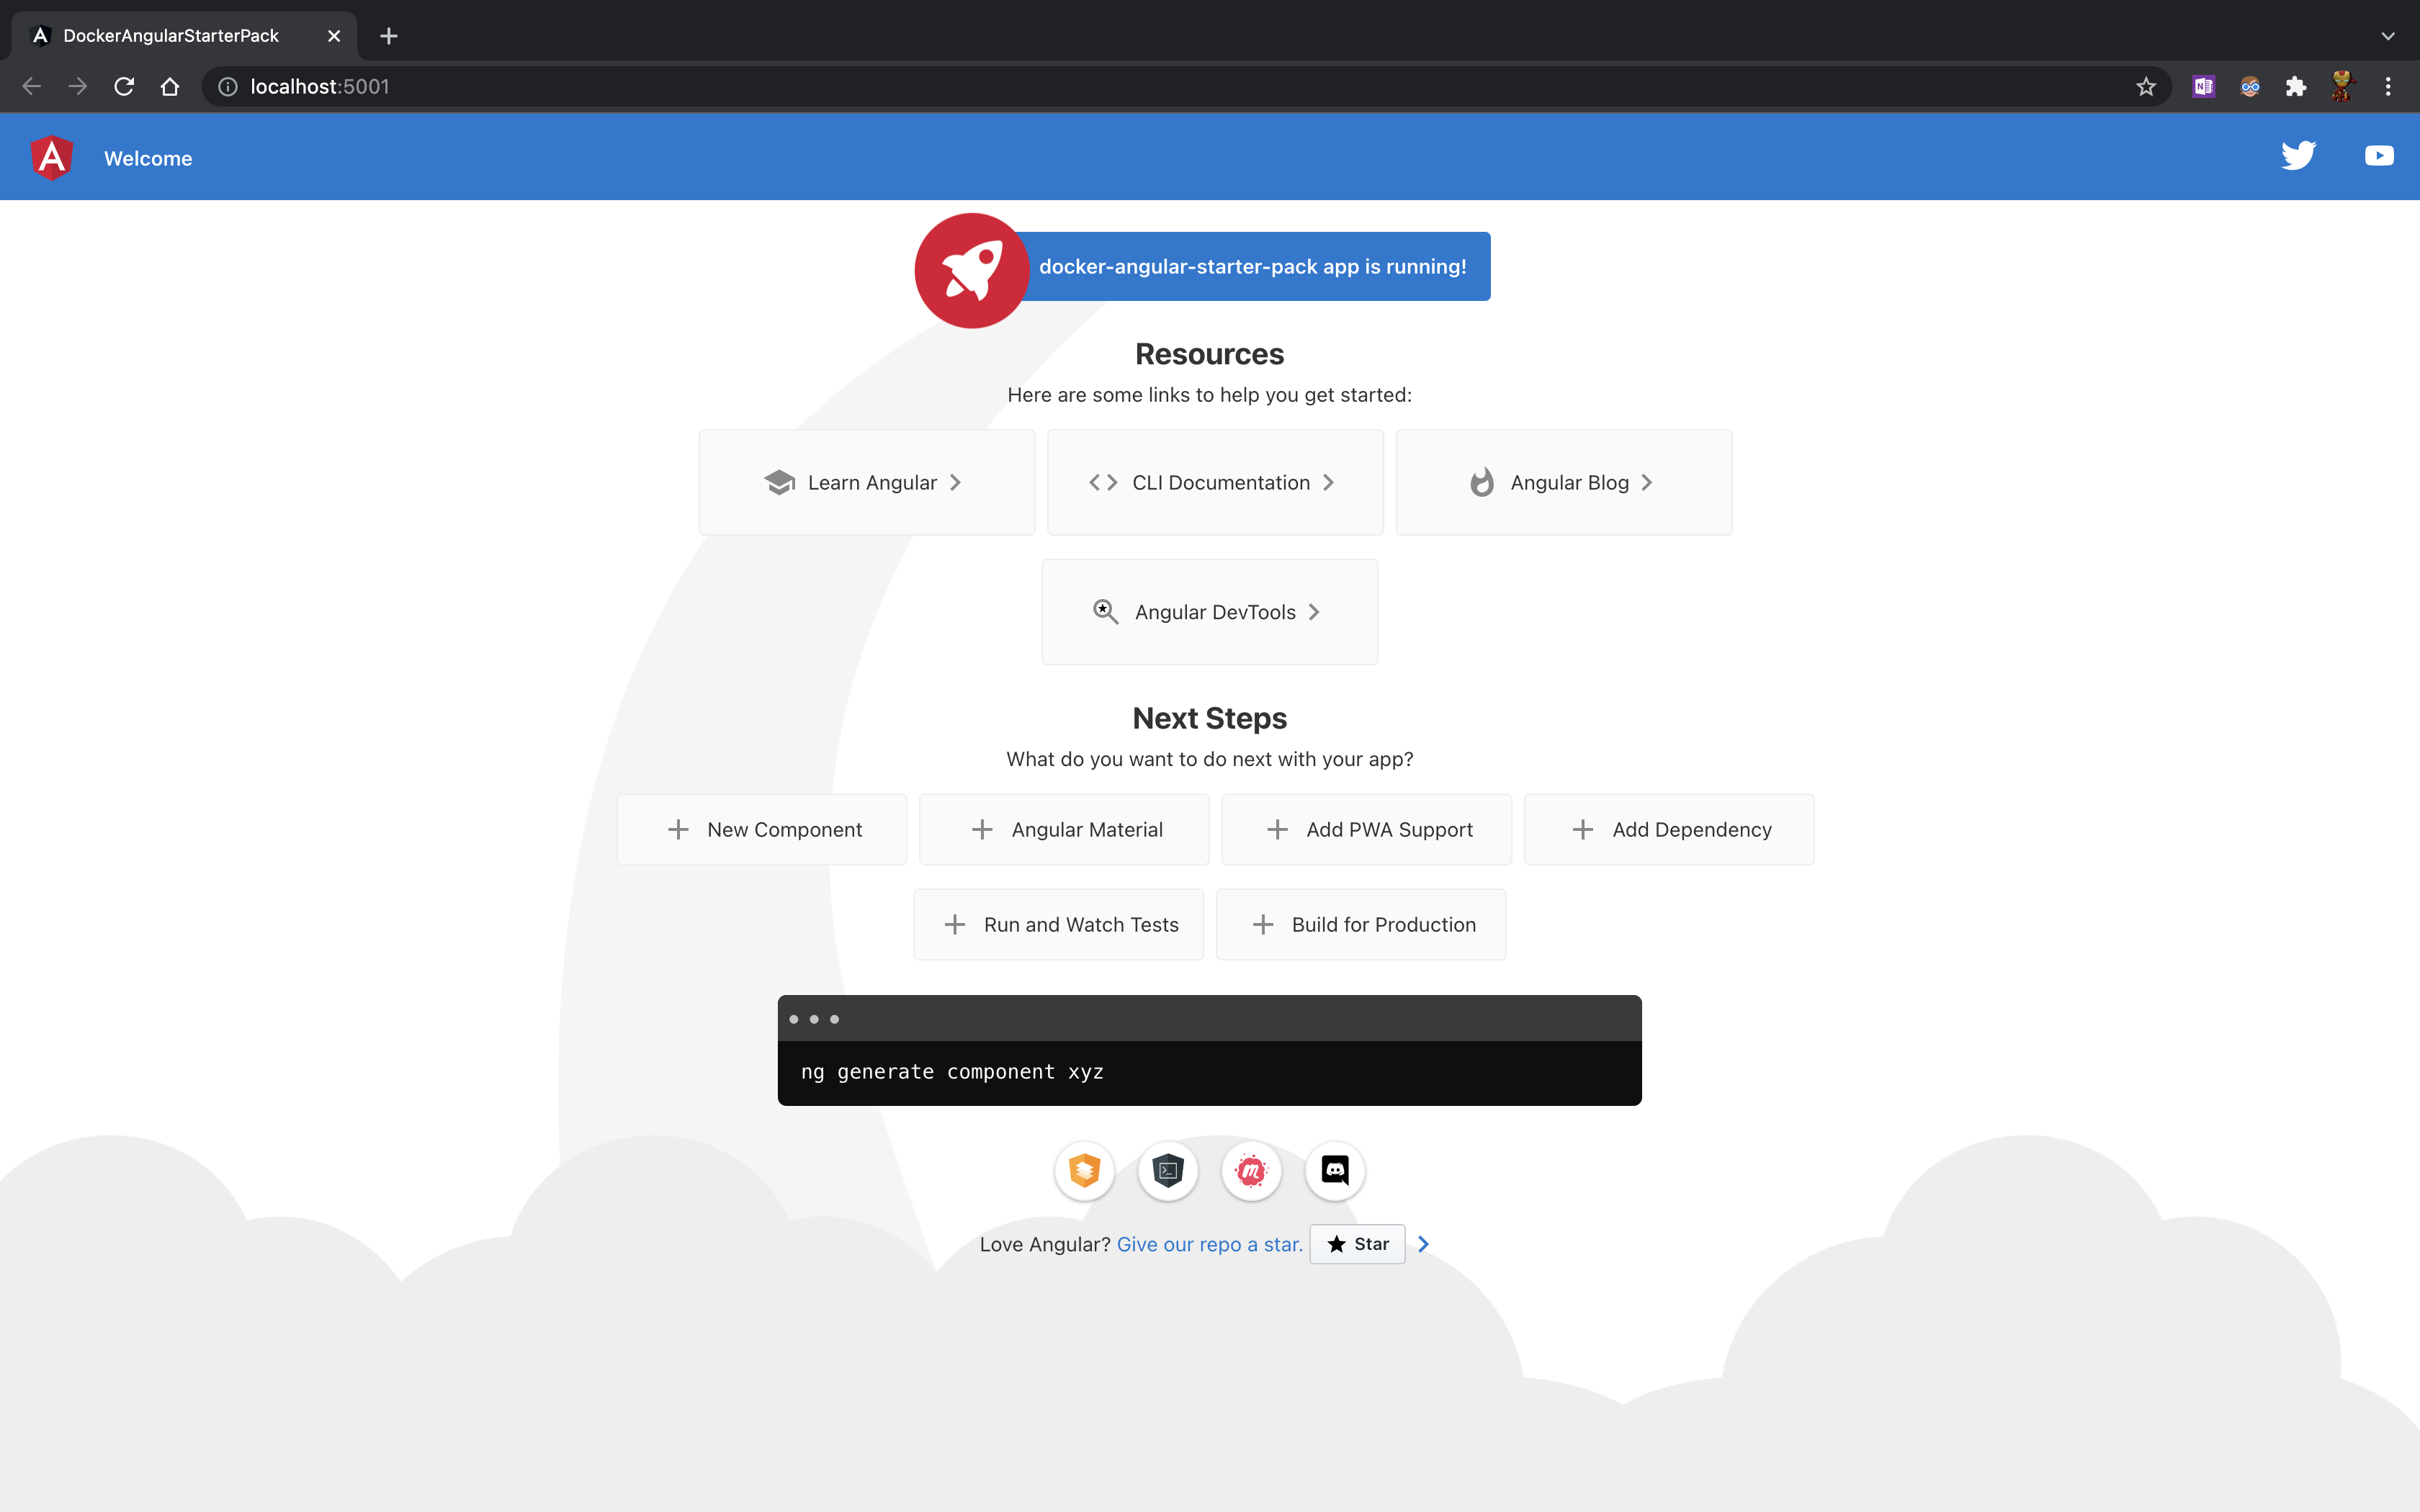 DockerAngularStarterPack
localhost:5001
Welcome
docker-angular-starter-pack app is running!
Resources
Here are some links to help you get started:
Learn Angular
CLI Documentation
Angular Blog
Angular DevTools
Next Steps
What do you want to do next with your app?
New Component
Angular Material
Add PWA Support
Add Dependency
Run and Watch Tests
Build for Production
ng generate component xyz
Love Angular? Give our repo a star. Star